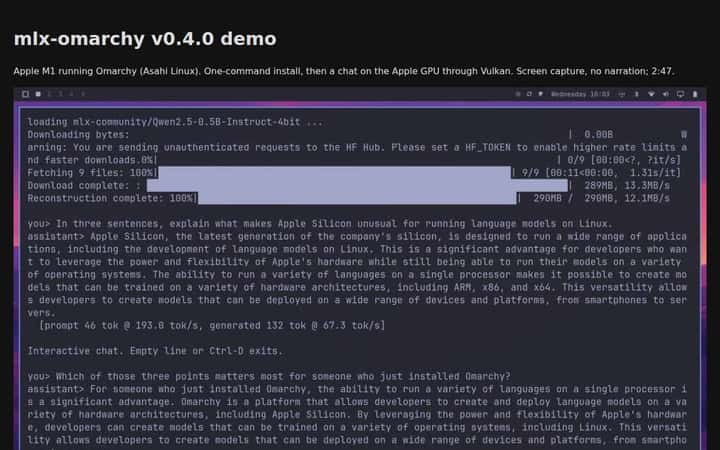 mlx-omarchy v0.4.0 demo
Apple M1 running Omarchy (Asahi Linux). One-command install, then a chat on the Apple GPU through Vulkan. Screen capture, no narration; 2:47.
1 2 3 4 5
Wednesday 16:03
loading mlx-community/Qwen2.5-0.5B-Instruct-4bit ...
Downloading bytes: | 0.00B W
arning: You are sending unauthenticated requests to the HF Hub. Please set a HF_TOKEN to enable higher rate limits a
nd faster downloads.0%| | 0/9 [00:00<?, ?it/s]
Fetching 9 files: 100%| | 9/9 [00:11<00:00, 1.31s/it]
Download complete: : | 289MB, 13.3MB/s
Reconstruction complete: 100%| | 290MB / 290MB, 12.1MB/s
you> In three sentences, explain what makes Apple Silicon unusual for running language models on Linux.
assistant> Apple Silicon, the latest generation of the company's silicon, is designed to run a wide range of applica
tions, including the development of language models on Linux. This is a significant advantage for developers who wan
t to leverage the power and flexibility of Apple's hardware while still being able to run their models on a variety
of operating systems. The ability to run a variety of languages on a single processor makes it possible to create mo
dels that can be trained on a variety of hardware architectures, including ARM, x86, and x64. This versatility allow
s developers to create models that can be deployed on a wide range of devices and platforms, from smartphones to ser
vers.
[prompt 46 tok @ 193.0 tok/s, generated 132 tok @ 67.3 tok/s]
Interactive chat. Empty line or Ctrl-D exits.
you> Which of those three points matters most for someone who just installed Omarchy?
assistant> For someone who just installed Omarchy, the ability to run a variety of languages on a single processor i
s a significant advantage. Omarchy is a platform that allows developers to create and deploy language models on a va
riety of hardware architectures, including Apple Silicon. By leveraging the power and flexibility of Apple's hardwar
e, developers can create models that can be trained on a variety of operating systems, including Linux. This versati
lity allows developers to create models that can be deployed on a wide range of devices and platforms, from smartpho